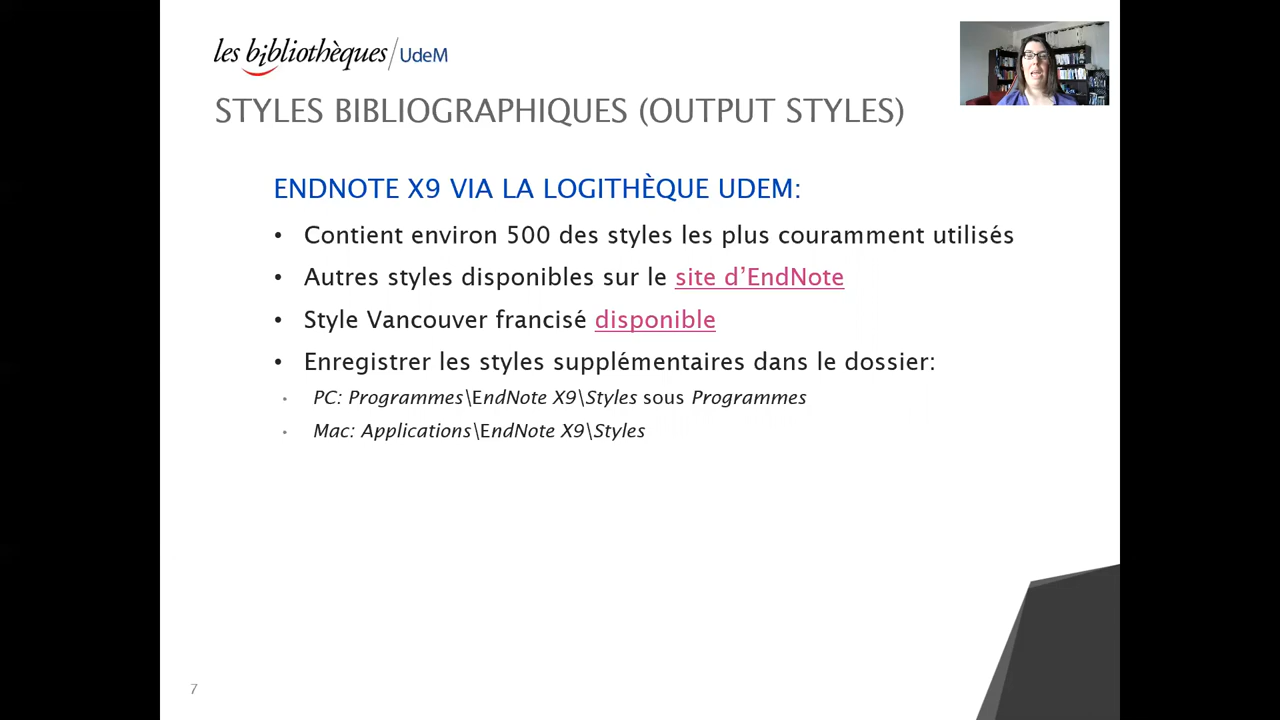 les bibliothèques/UdeM
STYLES BIBLIOGRAPHIQUES (OUTPUT STYLES)
ENDNOTE X9 VIA LA LOGITHÈQUE UDEM:
• Contient environ 500 des styles les plus couramment utilisés
• Autres styles disponibles sur le site d’EndNote
• Style Vancouver francisé disponible
• Enregistrer les styles supplémentaires dans le dossier:
• PC: Programmes\EndNote X9\Styles sous Programmes
• Mac: Applications\EndNote X9\Styles
7